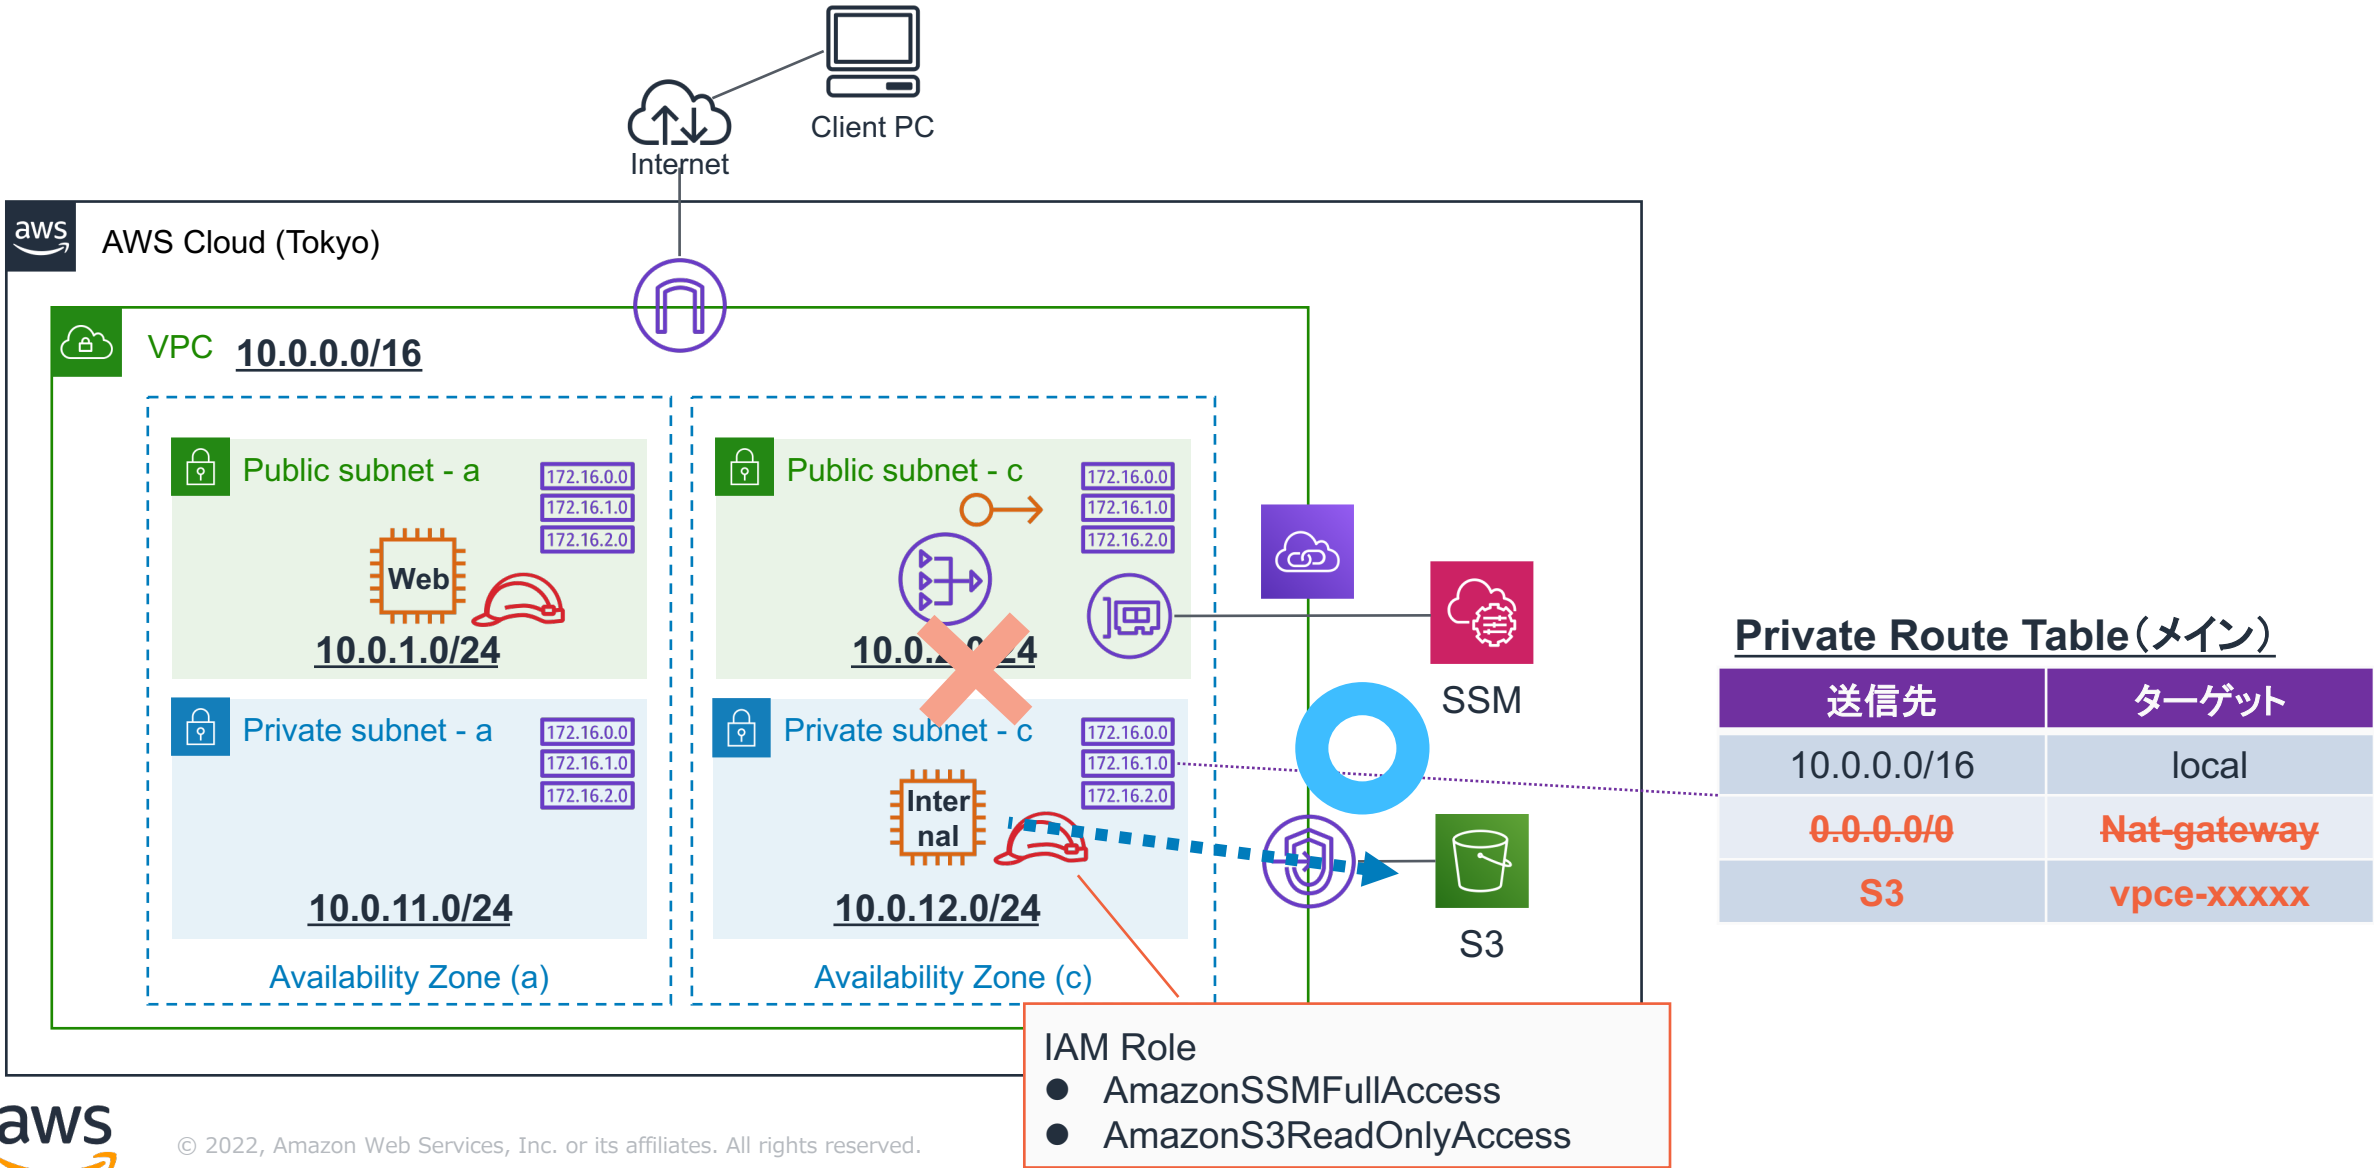 Client PC
Internet
aws
AWS Cloud (Tokyo)
VPC 10.0.0.0/16
Public subnet - a
172.16.0.0
172.16.1.0
172.16.2.0
Web
10.0.1.0/24
Public subnet - c
172.16.0.0
172.16.1.0
172.16.2.0
Private subnet - a
172.16.0.0
172.16.1.0
172.16.2.0
10.0.11.0/24
Availability Zone (a)
Private subnet - c
172.16.0.0
172.16.1.0
172.16.2.0
Inter
nal
10.0.12.0/24
Availability Zone (c)
SSM
S3
Private Route Table（メイン）
送信先 ターゲット
10.0.0.0/16 local
0.0.0.0/0 Nat-gateway
S3 vpce-xxxxx
IAM Role
● AmazonSSMFullAccess
● AmazonS3ReadOnlyAccess
aws
© 2022, Amazon Web Services, Inc. or its affiliates. All rights reserved.